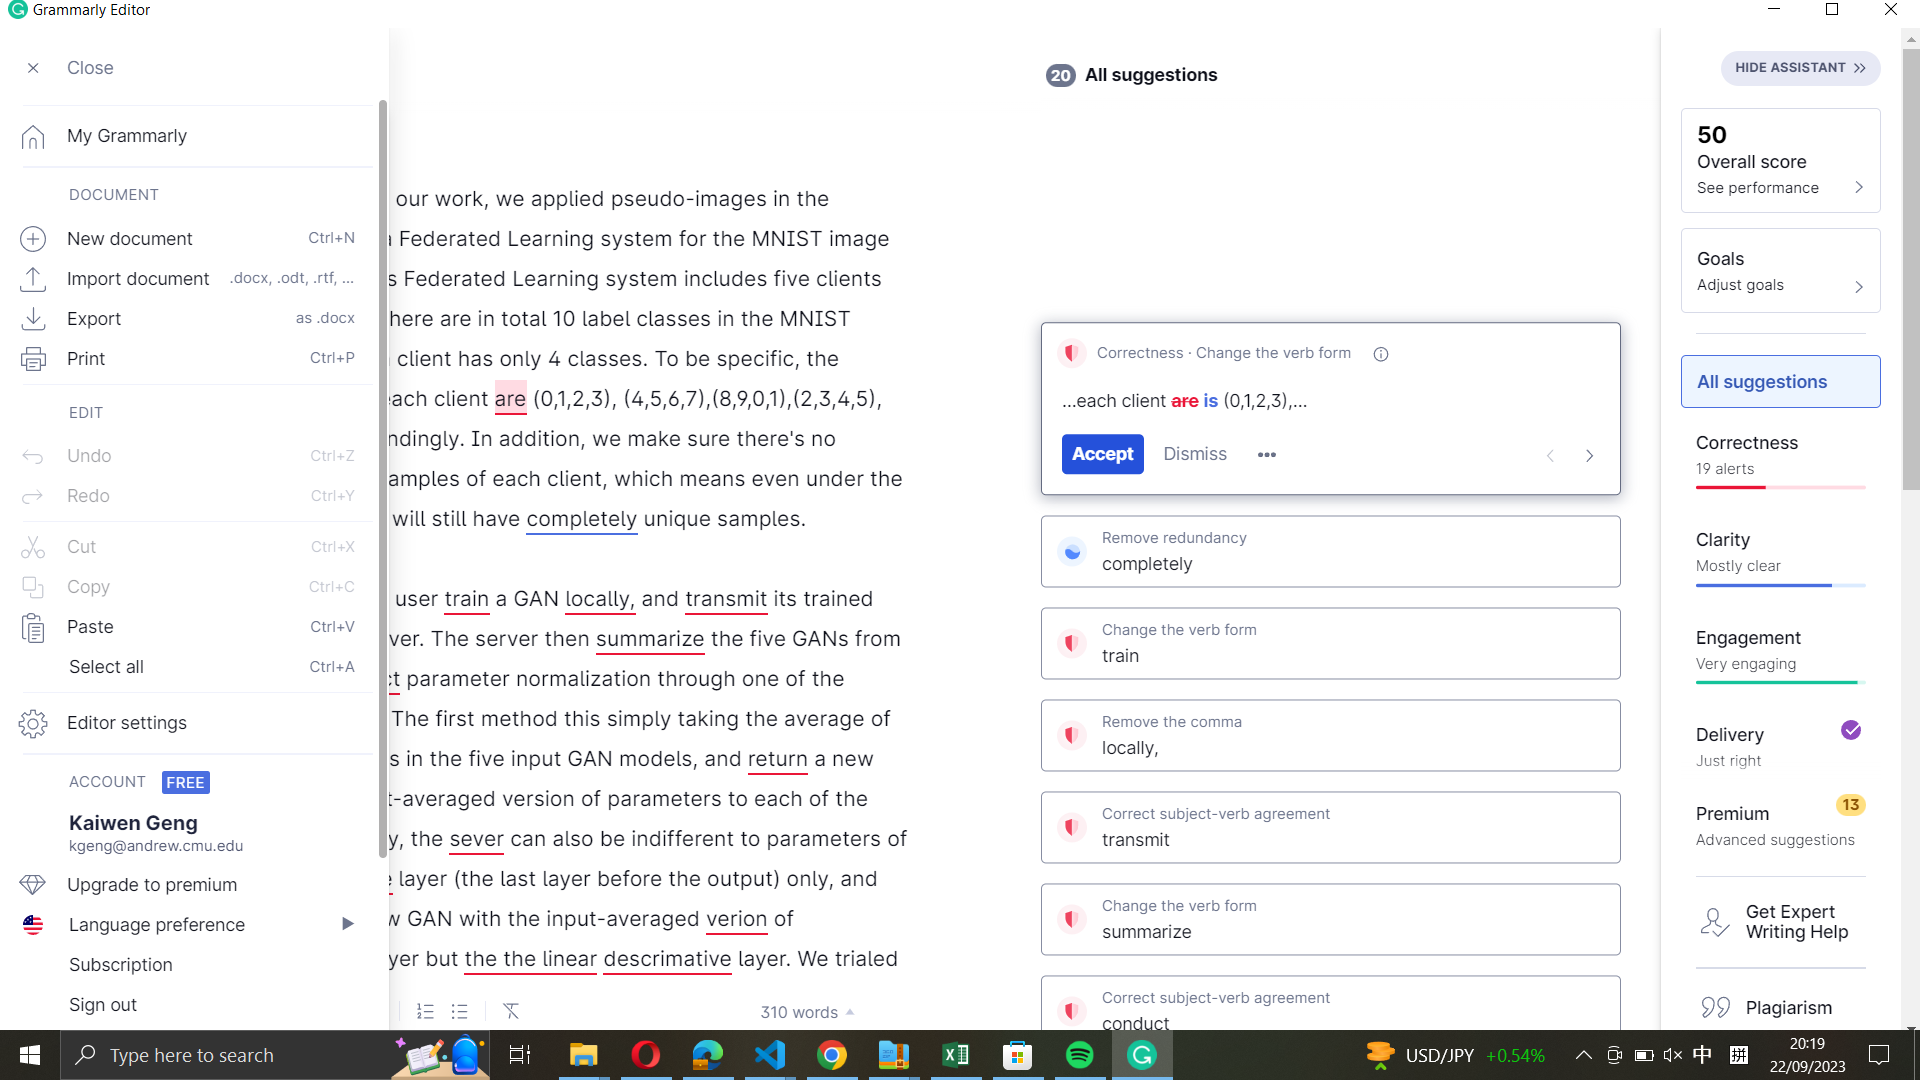 Grammarly Editor
Close
My Grammarly
DOCUMENT
New document Ctrl+N
Import document .docx, .odt, .rtf, ...
Export as .docx
Print Ctrl+P
EDIT
Undo Ctrl+Z
Redo Ctrl+Y
Cut Ctrl+X
Copy Ctrl+C
Paste Ctrl+V
Select all Ctrl+A
Editor settings
ACCOUNT FREE
Kaiwen Geng
kgeng@andrew.cmu.edu
Upgrade to premium
Language preference
Subscription
Sign out
our work, we applied pseudo-images in the
Federated Learning system for the MNIST image
s Federated Learning system includes five clients
here are in total 10 label classes in the MNIST
client has only 4 classes. To be specific, the
each client are (0,1,2,3), (4,5,6,7),(8,9,0,1),(2,3,4,5),
ndingly. In addition, we make sure there's no
amples of each client, which means even under the
will still have completely unique samples.
user train a GAN locally, and transmit its trained
ver. The server then summarize the five GANs from
ct parameter normalization through one of the
The first method this simply taking the average of
s in the five input GAN models, and return a new
t-averaged version of parameters to each of the
y, the sever can also be indifferent to parameters of
layer (the last layer before the output) only, and
w GAN with the input-averaged verion of
yer but the the linear descrimative layer. We trialed
310 words
20 All suggestions
Correctness · Change the verb form
...each client are is (0,1,2,3),...
Accept Dismiss •••
Remove redundancy
completely
Change the verb form
train
Remove the comma
locally,
Correct subject-verb agreement
transmit
Change the verb form
summarize
Correct subject-verb agreement
conduct
HIDE ASSISTANT
50
Overall score
See performance
Goals
Adjust goals
All suggestions
Correctness
19 alerts
Clarity
Mostly clear
Engagement
Very engaging
Delivery
Just right
Premium 13
Advanced suggestions
Get Expert
Writing Help
Plagiarism
Type here to search
USD/JPY +0.54%
中
拼
20:19
22/09/2023